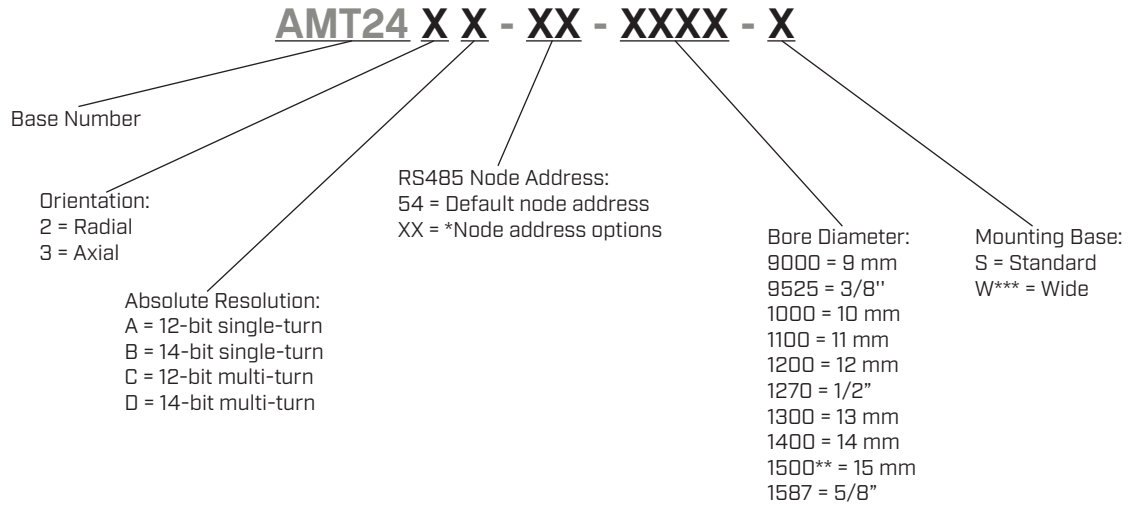 AMT24 X X - XX - XXXX - X
Base Number
Orientation:
2 = Radial
3 = Axial
Absolute Resolution:
A = 12-bit single-turn
B = 14-bit single-turn
C = 12-bit multi-turn
D = 14-bit multi-turn
RS485 Node Address:
54 = Default node address
XX = *Node address options
Bore Diameter:
9000 = 9 mm
9525 = 3/8''
1000 = 10 mm
1100 = 11 mm
1200 = 12 mm
1270 = 1/2”
1300 = 13 mm
1400 = 14 mm
1500** = 15 mm
1587 = 5/8”
Mounting Base:
S = Standard
W*** = Wide